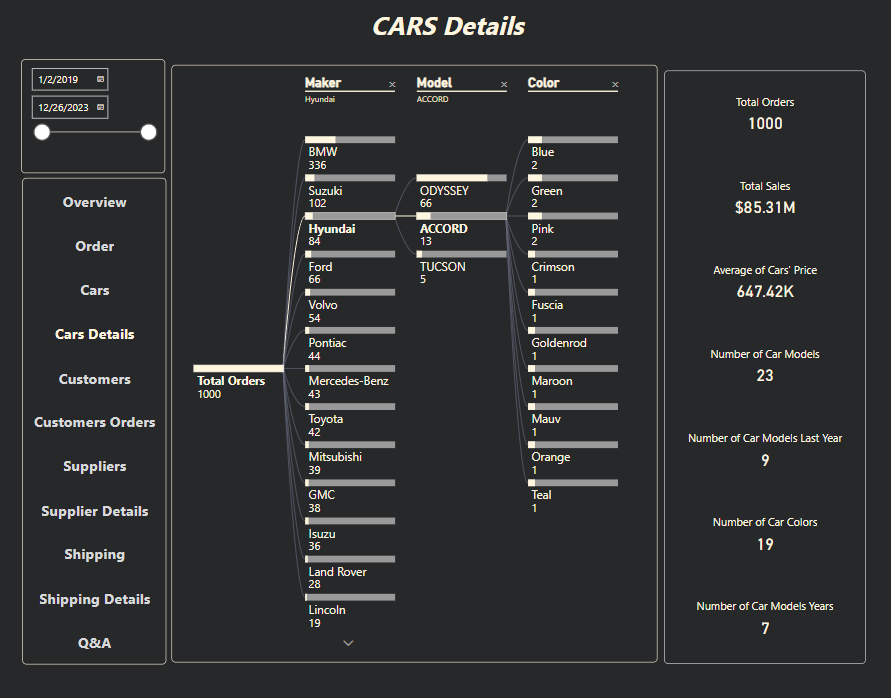 CARS Details
1/2/2019
12/26/2023
Overview
Order
Cars
Cars Details
Customers
Customers Orders
Suppliers
Supplier Details
Shipping
Shipping Details
Q&A
Maker
Hyundai
Model
ACCORD
Color
Total Orders
1000
BMW
336
Suzuki
102
Hyundai
84
Ford
66
Volvo
54
Pontiac
44
Mercedes-Benz
43
Toyota
42
Mitsubishi
39
GMC
38
Isuzu
36
Land Rover
28
Lincoln
19
ODYSSEY
66
ACCORD
13
TUCSON
5
Blue
2
Green
2
Pink
2
Crimson
1
Fuscia
1
Goldenrod
1
Maroon
1
Mauv
1
Orange
1
Teal
1
Total Orders
1000
Total Sales
$85.31M
Average of Cars' Price
647.42K
Number of Car Models
23
Number of Car Models Last Year
9
Number of Car Colors
19
Number of Car Models Years
7